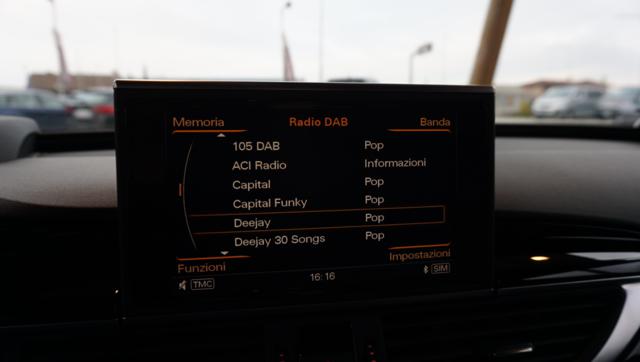 Memoria Radio DAB Banda
105 DAB Pop
ACI Radio Informazioni
Capital Pop
Capital Funky Pop
Deejay Pop
Deejay 30 Songs Pop
Funzioni Impostazioni
TMC 16:16 SIM